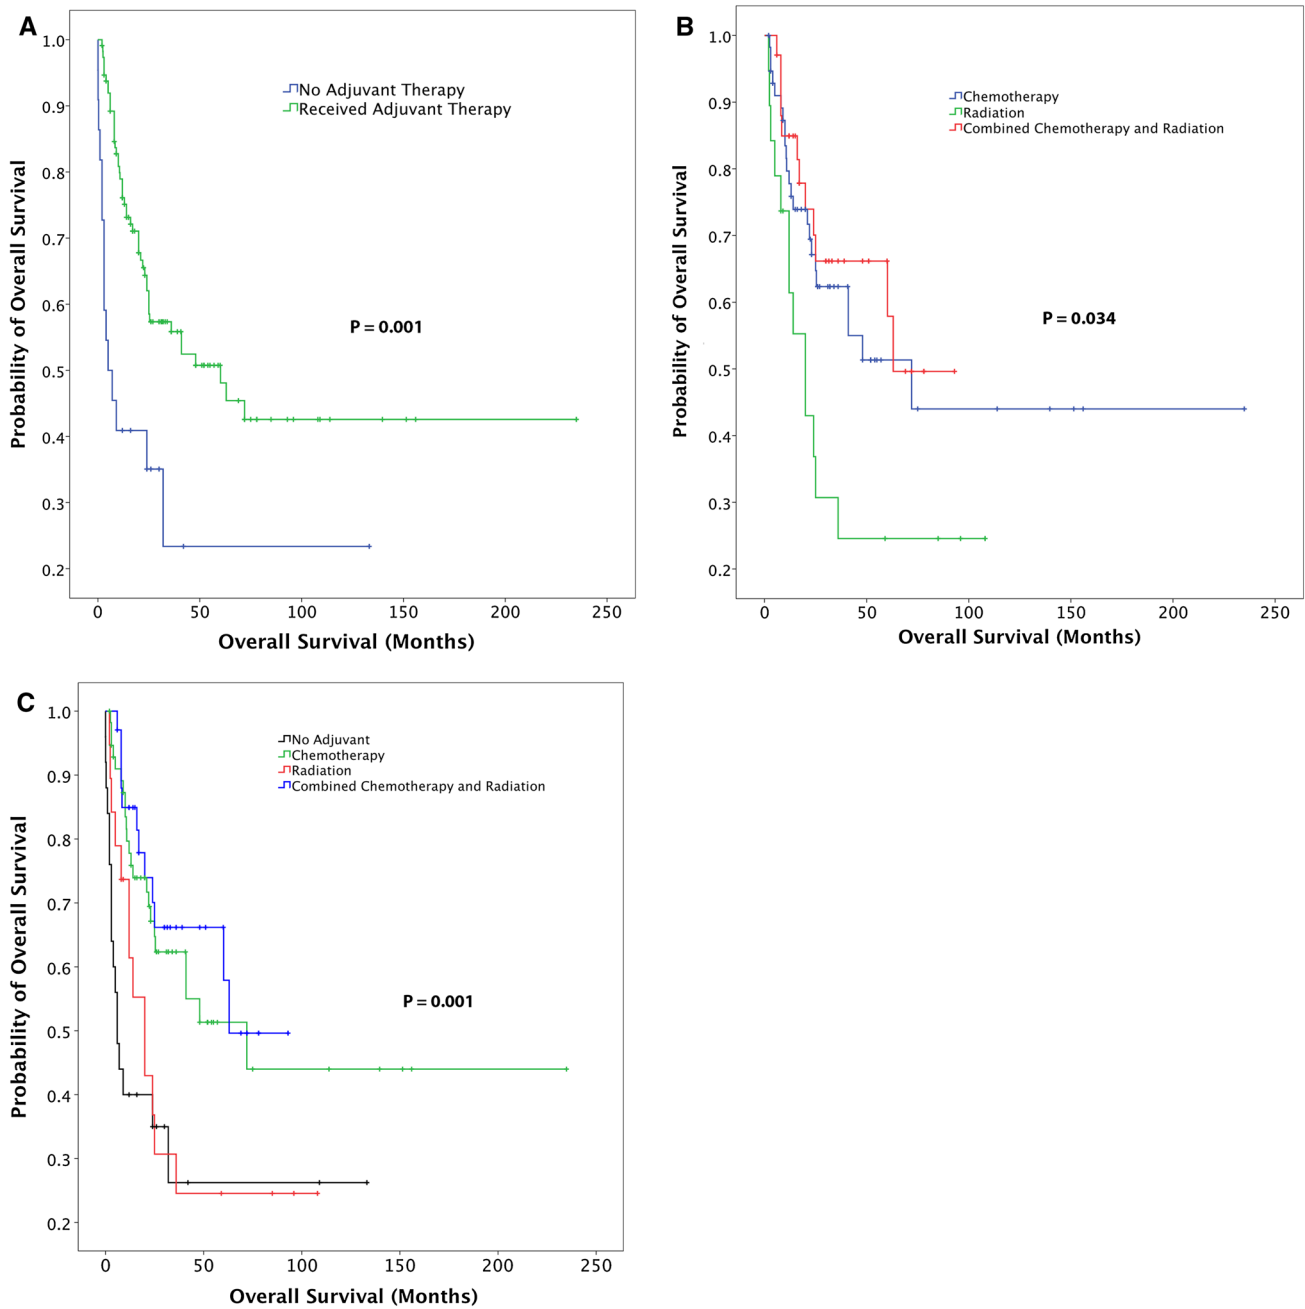 A
1.0
0.9
0.8
0.7
0.6
0.5
0.4
0.3
0.2
Probability of Overall Survival
No Adjuvant Therapy
Received Adjuvant Therapy
P = 0.001
0 50 100 150 200 250
Overall Survival (Months)
B
1.0
0.9
0.8
0.7
0.6
0.5
0.4
0.3
0.2
Probability of Overall Survival
Chemotherapy
Radiation
Combined Chemotherapy and Radiation
P = 0.034
0 50 100 150 200 250
Overall Survival (Months)
C
1.0
0.9
0.8
0.7
0.6
0.5
0.4
0.3
0.2
Probability of Overall Survival
No Adjuvant
Chemotherapy
Radiation
Combined Chemotherapy and Radiation
P = 0.001
0 50 100 150 200 250
Overall Survival (Months)